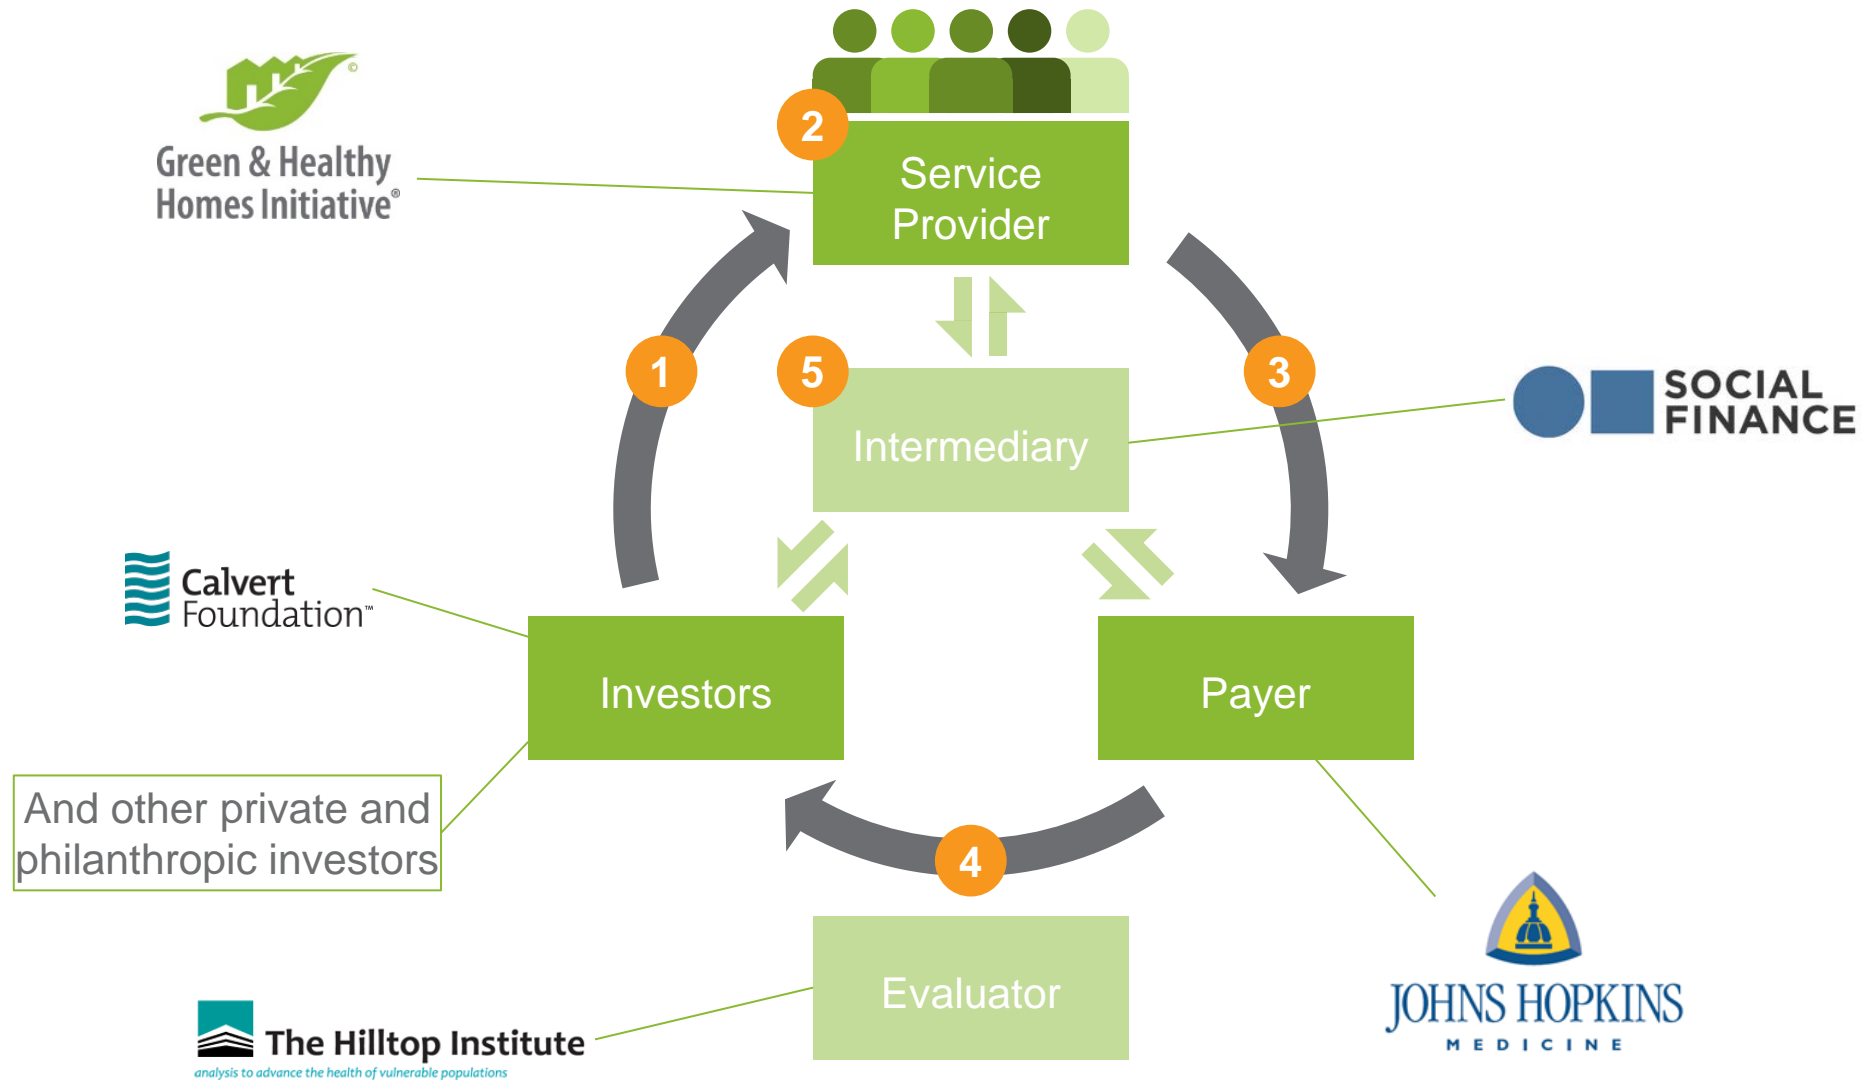 ©
Green & Healthy
Homes Initiative®
2
Service
Provider
1
5
3
Intermediary
SOCIAL
FINANCE
Calvert
Foundation™
Investors
Payer
And other private and
philanthropic investors
4
Evaluator
The Hilltop Institute
analysis to advance the health of vulnerable populations
JOHNS HOPKINS
MEDICINE